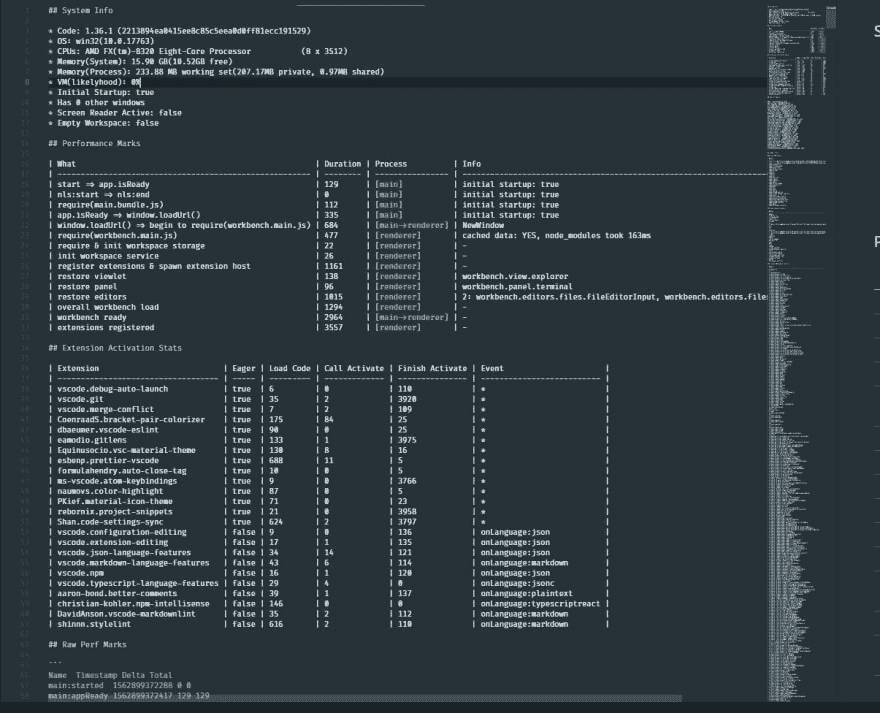 ## System Info
* Code: 1.36.1 (2213894ea0415ee8c85c5eea0d0ff81ecc191529)
* OS: win32(10.0.17763)
* CPUs: AMD FX(tm)-8320 Eight-Core Processor (8 x 3512)
* Memory(System): 15.90 GB(10.52GB free)
* Memory(Process): 233.88 MB working set(207.17MB private, 0.97MB shared)
* VM(likelyhood): 0%
* Initial Startup: true
* Has 0 other windows
* Screen Reader Active: false
* Empty Workspace: false
## Performance Marks
| What | Duration | Process | Info
| start => app.isReady | 129 | [main] | initial startup: true
| nls:start => nls:end | 0 | [main] | initial startup: true
| require(main.bundle.js) | 112 | [main] | initial startup: true
| app.isReady => window.loadUrl() | 335 | [main] | initial startup: true
| window.loadUrl() => begin to require(workbench.main.js) | 684 | [main->renderer] | NewWindow
| require(workbench.main.js) | 477 | [renderer] | cached data: YES, node_modules took 163ms
| require & init workspace storage | 22 | [renderer] | -
| init workspace service | 26 | [renderer] | -
| register extensions & spawn extension host | 1161 | [renderer] | -
| restore viewlet | 138 | [renderer] | workbench.view.explorer
| restore panel | 96 | [renderer] | workbench.panel.terminal
| restore editors | 1015 | [renderer] | 2: workbench.editors.files.fileEditorInput, workbench.editors.files
| overall workbench load | 1294 | [renderer] | -
| workbench ready | 2964 | [main->renderer] | -
| extensions registered | 3557 | [renderer] | -
## Extension Activation Stats
| Extension | Eager | Load Code | Call Activate | Finish Activate | Event |
| vscode.debug-auto-launch | true | 6 | 0 | 110 | * |
| vscode.git | true | 35 | 2 | 3920 | * |
| vscode.merge-conflict | true | 7 | 2 | 109 | * |
| CoenraadS.bracket-pair-colorizer | true | 175 | 84 | 25 | * |
| dbaeumer.vscode-eslint | true | 90 | 0 | 25 | * |
| eamodio.gitlens | true | 133 | 1 | 3975 | * |
| Equinusocio.vsc-material-theme | true | 130 | 8 | 16 | * |
| esbenp.prettier-vscode | true | 688 | 11 | 5 | * |
| formulahendry.auto-close-tag | true | 10 | 0 | 5 | * |
| ms-vscode.atom-keybindings | true | 9 | 0 | 3766 | * |
| naumovs.color-highlight | true | 87 | 0 | 5 | * |
| PKief.material-icon-theme | true | 71 | 0 | 23 | * |
| rebornix.project-snippets | true | 21 | 0 | 3958 | * |
| Shan.code-settings-sync | true | 624 | 2 | 3797 | * |
| vscode.configuration-editing | false | 9 | 0 | 136 | onLanguage:json |
| vscode.extension-editing | false | 17 | 1 | 135 | onLanguage:json |
| vscode.json-language-features | false | 34 | 14 | 121 | onLanguage:json |
| vscode.markdown-language-features | false | 43 | 6 | 114 | onLanguage:markdown |
| vscode.npm | false | 16 | 1 | 120 | onLanguage:json |
| vscode.typescript-language-features | false | 29 | 4 | 0 | onLanguage:jsonc |
| aaron-bond.better-comments | false | 39 | 1 | 137 | onLanguage:plaintext |
| christian-kohler.npm-intellisense | false | 146 | 0 | 0 | onLanguage:typescriptreact |
| DavidAnson.vscode-markdownlint | false | 35 | 2 | 112 | onLanguage:markdown |
| shinnn.stylelint | false | 616 | 2 | 110 | onLanguage:markdown |
## Raw Perf Marks
---
Name Timestamp Delta Total
main:started 1562899372288 0 0
main:appReady 1562899372417 129 129